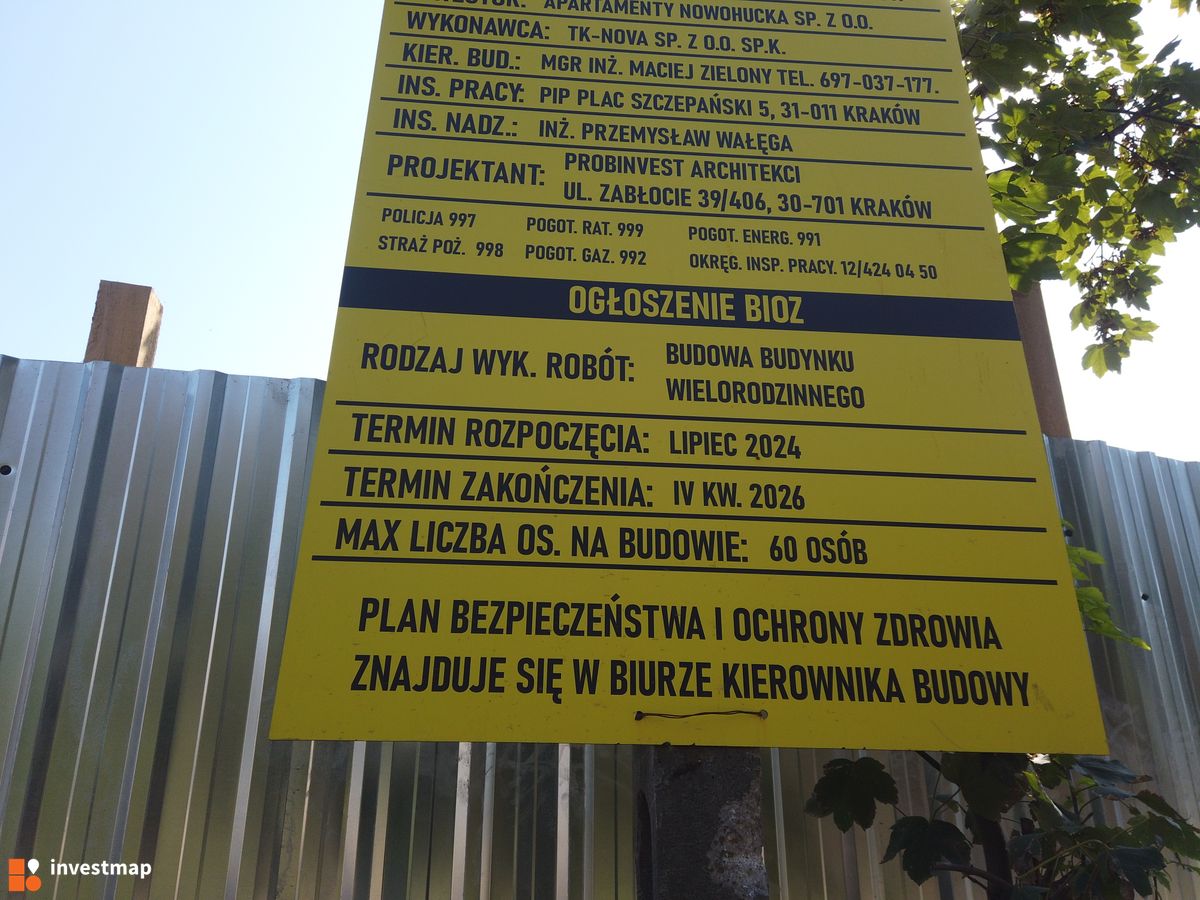 APARTAMENTY NOWOHUCKA SP. Z O.O.
WYKONAWCA: TK-NOVA SP. Z O.O. SP.K.
KIER. BUD.: MGR INŻ. MACIEJ ZIELONY TEL. 697-037-177.
INS. PRACY: PIP PLAC SZCZEPAŃSKI 5, 31-011 KRAKÓW
INS. NADZ.: INŻ. PRZEMYSŁAW WAŁĘGA
PROJEKTANT: PROBINVEST ARCHITEKCI
UL. ZABŁOCIE 39/406, 30-701 KRAKÓW
POLICJA 997 POGOT. RAT. 999 POGOT. ENERG. 991
STRAŻ POŻ. 998 POGOT. GAZ. 992 OKRĘG. INSP. PRACY. 12/424 04 50
OGŁOSZENIE BIOZ
RODZAJ WYK. ROBÓT: BUDOWA BUDYNKU
WIELORODZINNEGO
TERMIN ROZPOCZĘCIA: LIPIEC 2024
TERMIN ZAKOŃCZENIA: IV KW. 2026
MAX LICZBA OS. NA BUDOWIE: 60 OSÓB
PLAN BEZPIECZEŃSTWA I OCHRONY ZDROWIA
ZNAJDUJE SIĘ W BIURZE KIEROWNIKA BUDOWY
investmap